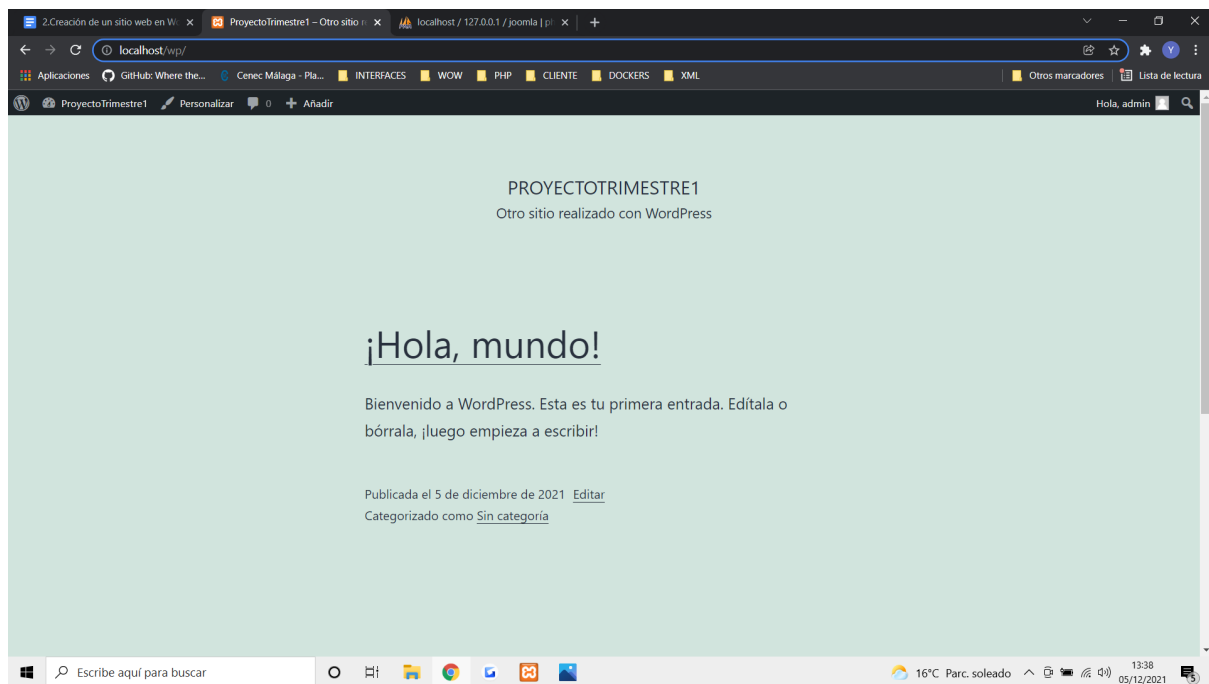 2.Creación de un sitio web en Wo
ProyectoTrimestre1 – Otro sitio r
localhost / 127.0.0.1 / joomla | ph
localhost/wp/
Y
Aplicaciones GitHub: Where the... Cenec Málaga - Pla... INTERFACES WOW PHP CLIENTE DOCKERS XML Otros marcadores Lista de lectura
ProyectoTrimestre1 Personalizar 0 Añadir Hola, admin
PROYECTOTRIMESTRE1
Otro sitio realizado con WordPress
¡Hola, mundo!
Bienvenido a WordPress. Esta es tu primera entrada. Edítala o
bórrala, ¡luego empieza a escribir!
Publicada el 5 de diciembre de 2021 Editar
Categorizado como Sin categoría
Escribe aquí para buscar
16°C Parc. soleado
13:38
05/12/2021
5